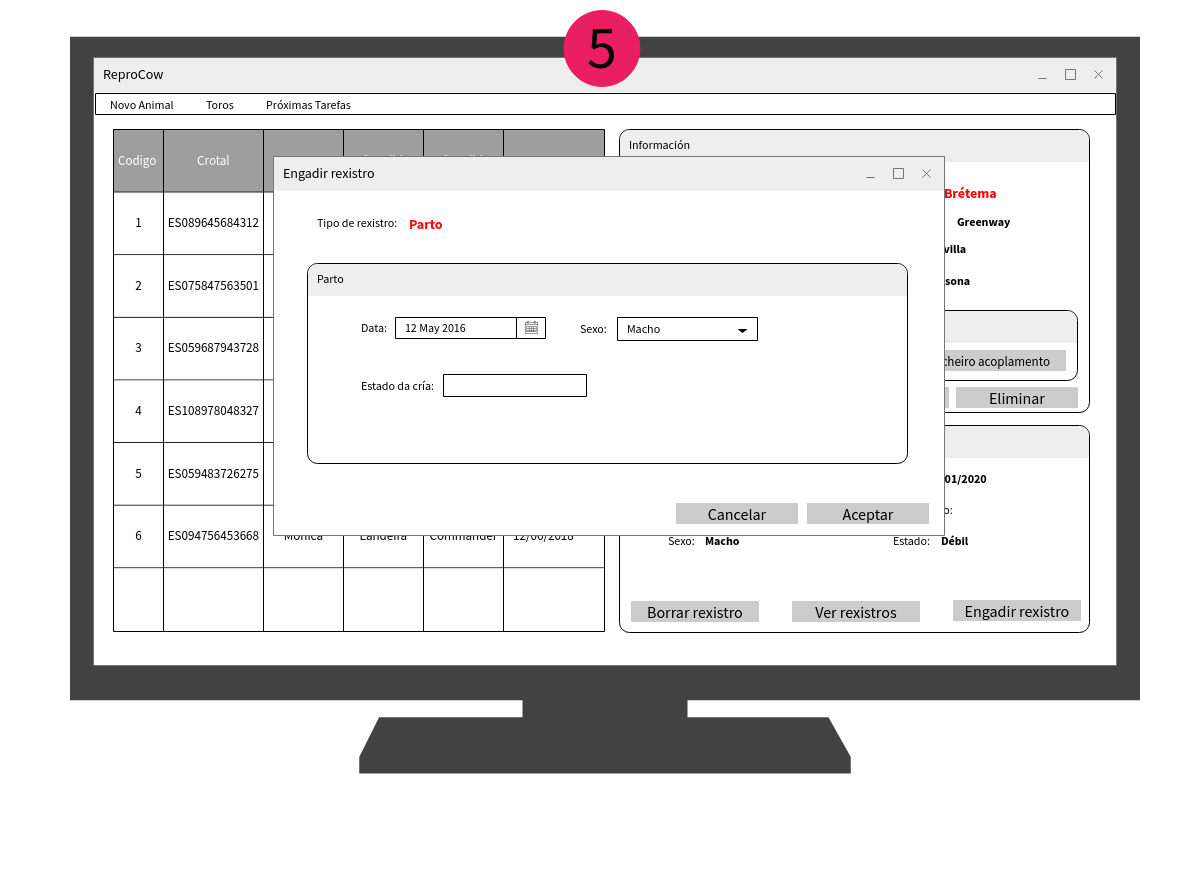 5
ReproCow
Novo Animal Toros Próximas Tarefas
Codigo Crotal
1 ES089645684312
2 ES075847563501
3 ES059687943728
4 ES108978048327
5 ES059483726275
6 ES094756453668 Mónica Landeira Commander 12/06/2018
Información
Brétema
Greenway
villa
sona
cheiro acoplamento
Eliminar
01/2020
o:
Sexo: Macho Estado: Débil
Borrar rexistro Ver rexistros Engadir rexistro
Engadir rexistro
Tipo de rexistro: Parto
Parto
Data: 12 May 2016 Sexo: Macho
Estado da cría:
Cancelar Aceptar